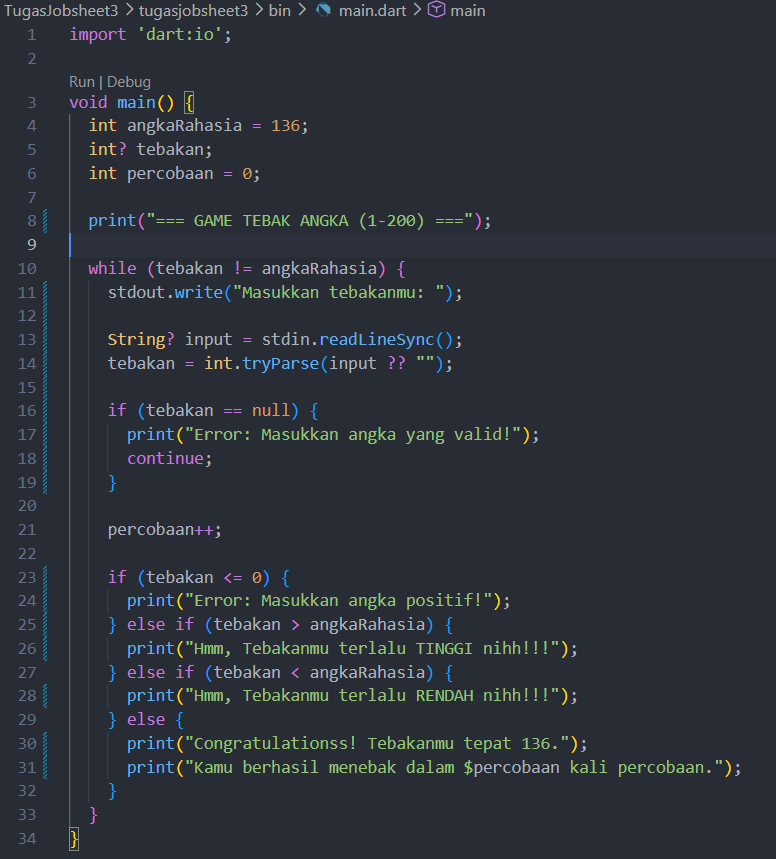 TugasJobsheet3 > tugasjobsheet3 > bin > main.dart > main
1 import 'dart:io';
2
Run | Debug
3 void main() {
4   int angkaRahasia = 136;
5   int? tebakan;
6   int percobaan = 0;
7
8   print("=== GAME TEBAK ANGKA (1-200) ===");
9
10   while (tebakan != angkaRahasia) {
11     stdout.write("Masukkan tebakanmu: ");
12
13     String? input = stdin.readLineSync();
14     tebakan = int.tryParse(input ?? "");
15
16     if (tebakan == null) {
17       print("Error: Masukkan angka yang valid!");
18       continue;
19     }
20
21     percobaan++;
22
23     if (tebakan <= 0) {
24       print("Error: Masukkan angka positif!");
25     } else if (tebakan > angkaRahasia) {
26       print("Hmm, Tebakanmu terlalu TINGGI nihh!!!");
27     } else if (tebakan < angkaRahasia) {
28       print("Hmm, Tebakanmu terlalu RENDAH nihh!!!");
29     } else {
30       print("Congratulationss! Tebakanmu tepat 136.");
31       print("Kamu berhasil menebak dalam $percobaan kali percobaan.");
32     }
33   }
34 }